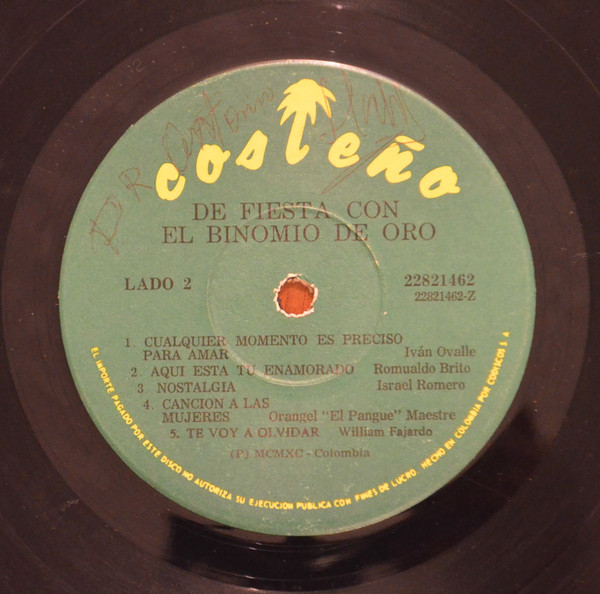 DR
costeño
DE FIESTA CON
EL BINOMIO DE ORO
LADO 2
22821462
22821462-Z
1. CUALQUIER MOMENTO ES PRECISO
PARA AMAR Iván Ovalle
2. AQUI ESTA TU ENAMORADO Romualdo Brito
3 NOSTALGIA Israel Romero
4. CANCION A LAS
MUJERES Orangel "El Pangue" Maestre
5. TE VOY A OLVIDAR William Fajardo
(P) MCMXC - Colombia
EL IMPORTE PAGADO POR ESTE DISCO NO AUTORIZA SU EJECUCION PUBLICA CON FINES DE LUCRO. HECHO EN COLOMBIA POR CODISCOS S A